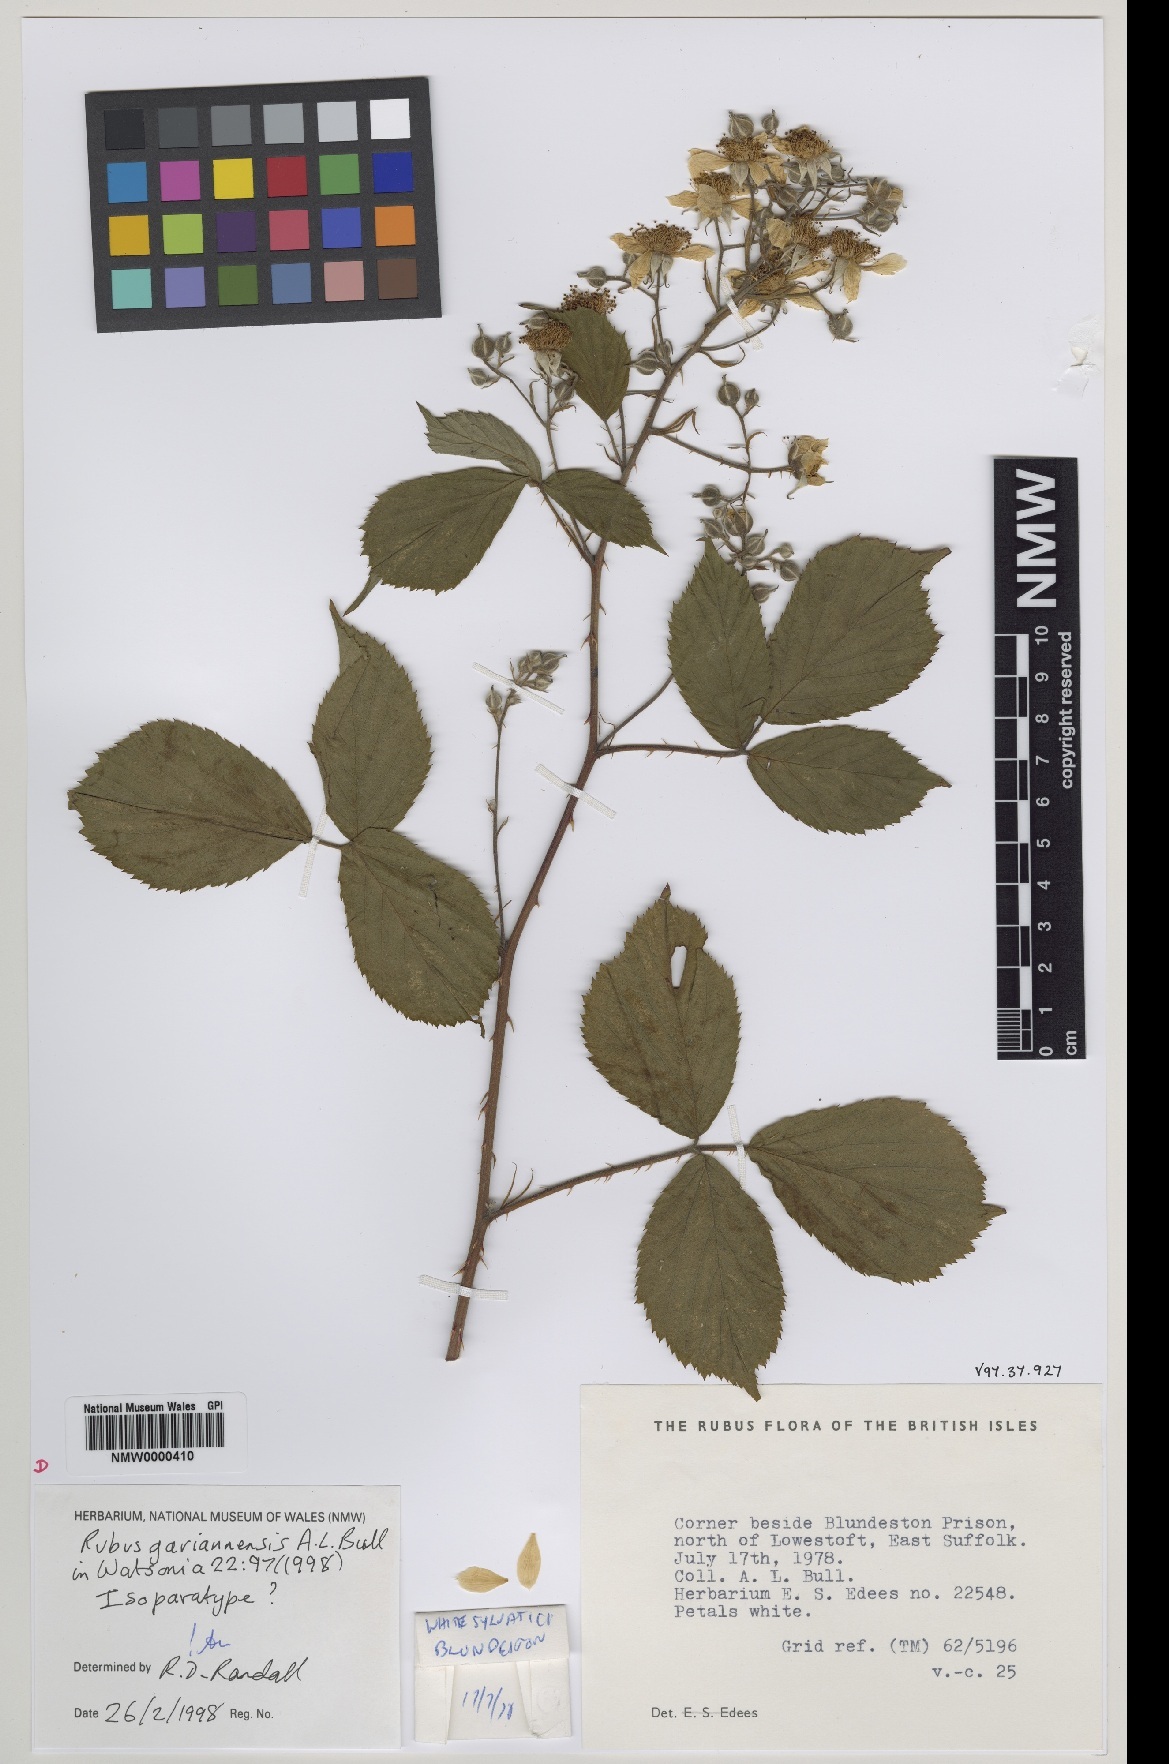 NMW
10
9
8
7
6
5
4
3
2
1
0
cm
copyright reserved
V97.37.927
National Museum Wales GPI
NMW0000410
D
HERBARIUM, NATIONAL MUSEUM OF WALES (NMW)
Rubus gariannensis A.L.Bull
in Watsonia 22:97 (1998)
Isoparatype ?
Determined by R.D. Randall
Date 26/2/1998 Reg. No.
WHITE SYLVATICI
BLUNDESTON
17/7/78
THE RUBUS FLORA OF THE BRITISH ISLES
Corner beside Blundeston Prison,
north of Lowestoft, East Suffolk.
July 17th, 1978.
Coll. A. L. Bull.
Herbarium E. S. Edees no. 22548.
Petals white.
Grid ref. (TM) 62/5196
v.-c. 25
Det. E. S. Edees